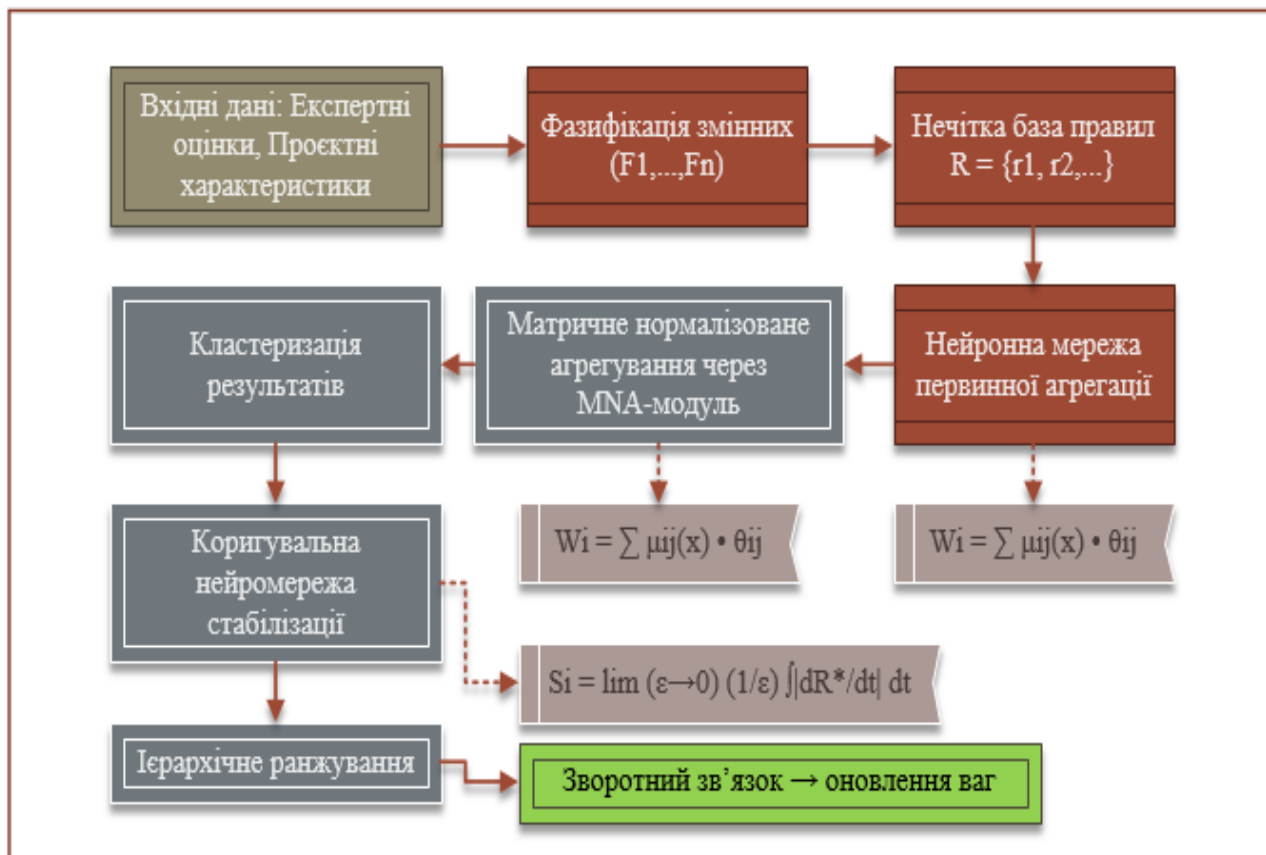 Вхідні дані: Експертні
оцінки, Проєктні
характеристики
Фазифікація змінних
(F1,...,Fn)
Нечітка база правил
R = {r1, r2,...}
Нейронна мережа
первинної агрегації
Матричне нормалізоване
агрегування через
MNA-модуль
Кластеризація
результатів
Wi = ∑ μij(x) • θij
Wi = ∑ μij(x) • θij
Коригувальна
нейромережа
стабілізації
Si = lim (ε→0) (1/ε) ∫|dR*/dt| dt
Ієрархічне ранжування
Зворотний зв’язок → оновлення ваг